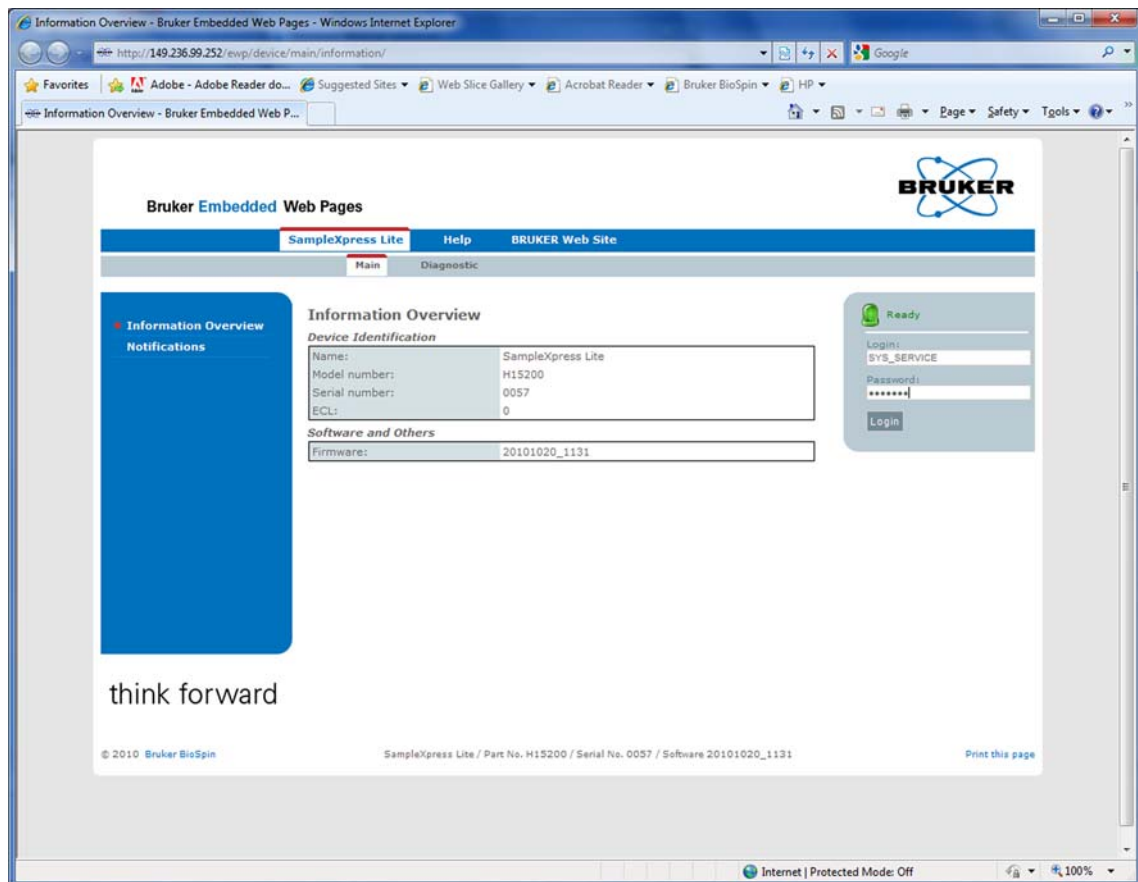 Information Overview - Bruker Embedded Web Pages - Windows Internet Explorer
http://149.236.99.252/ewp/device/main/information/
Google
Favorites Adobe - Adobe Reader do... Suggested Sites Web Slice Gallery Acrobat Reader Bruker BioSpin HP
Information Overview - Bruker Embedded Web P...
Page Safety Tools
Bruker Embedded Web Pages
BRUKER
SampleXpress Lite Help BRUKER Web Site
Main Diagnostic
Information Overview
Notifications
Information Overview
Device Identification
Name: SampleXpress Lite
Model number: H15200
Serial number: 0057
ECL: 0
Software and Others
Firmware: 20101020_1131
Ready
Login:
SYS_SERVICE
Password:
•••••••
Login
think forward
© 2010 Bruker BioSpin
SampleXpress Lite / Part No. H15200 / Serial No. 0057 / Software 20101020_1131
Print this page
Internet | Protected Mode: Off
100%